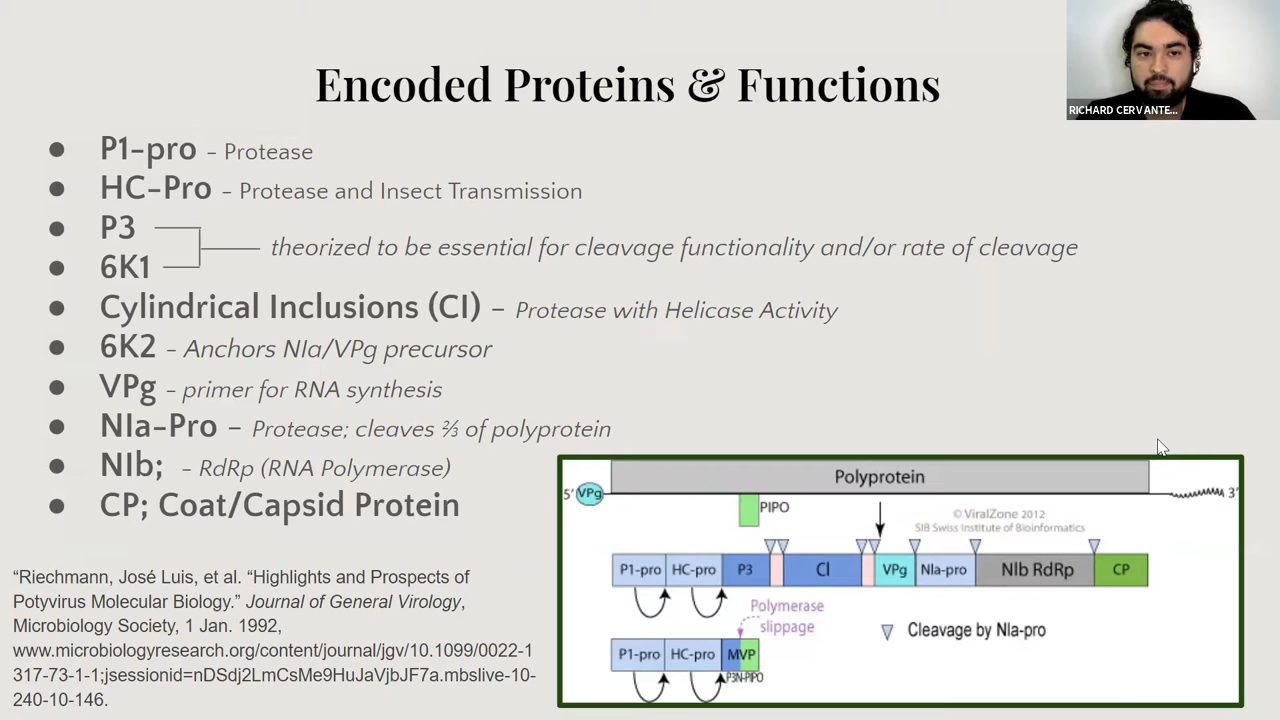 Encoded Proteins & Functions
RICHARD CERVANTE...
● P1-pro - Protease
● HC-Pro - Protease and Insect Transmission
● P3
theorized to be essential for cleavage functionality and/or rate of cleavage
● 6K1
● Cylindrical Inclusions (CI) - Protease with Helicase Activity
● 6K2 - Anchors NIa/VPg precursor
● VPg - primer for RNA synthesis
● NIa-Pro - Protease; cleaves ⅔ of polyprotein
● NIb; - RdRp (RNA Polymerase)
● CP; Coat/Capsid Protein
"Riechmann, José Luis, et al. "Highlights and Prospects of
Potyvirus Molecular Biology." Journal of General Virology,
Microbiology Society, 1 Jan. 1992,
www.microbiologyresearch.org/content/journal/jgv/10.1099/0022-1
317-73-1-1;jsessionid=nDSdj2LmCsMe9HuJaVjbJF7a.mbslive-10-
240-10-146.
Polyprotein
5' VPg 3'
PIPO
© ViralZone 2012
SIB Swiss Institute of Bioinformatics
P1-pro HC-pro P3 CI VPg NIa-pro NIb RdRp CP
Polymerase
slippage
Cleavage by NIa-pro
P1-pro HC-pro MVP
P3N-PIPO